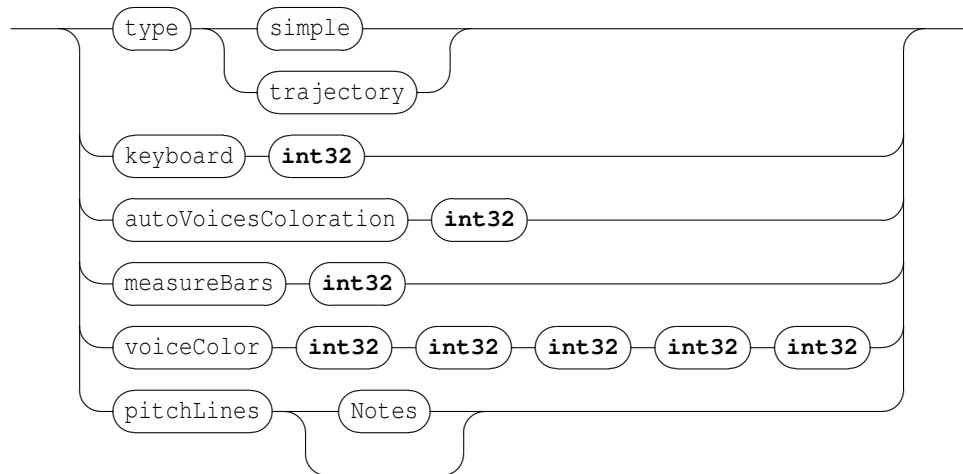 type simple
trajectory
keyboard int32
autoVoicesColoration int32
measureBars int32
voiceColor int32 int32 int32 int32 int32
pitchLines Notes